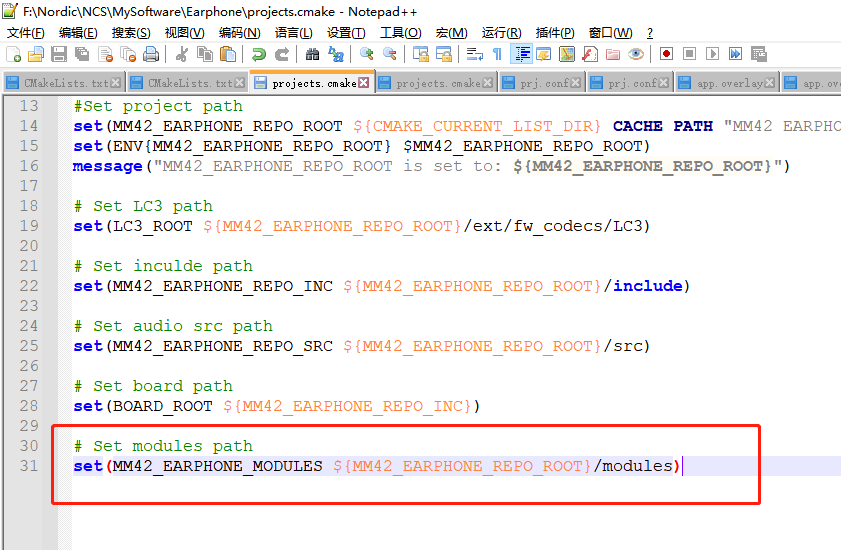 F:\Nordic\NCS\MySoftware\Earphone\projects.cmake - Notepad++
文件(F) 编辑(E) 搜索(S) 视图(V) 编码(N) 语言(L) 设置(T) 工具(O) 宏(M) 运行(R) 插件(P) 窗口(W) ?
CMakeLists.txt CMakeLists.txt projects.cmake projects.cmake prj.conf prj.conf app.overlay app.ov
13 #Set project path
14 set(MM42_EARPHONE_REPO_ROOT ${CMAKE_CURRENT_LIST_DIR} CACHE PATH "MM42 EARPHO
15 set(ENV{MM42_EARPHONE_REPO_ROOT} $MM42_EARPHONE_REPO_ROOT)
16 message("MM42_EARPHONE_REPO_ROOT is set to: ${MM42_EARPHONE_REPO_ROOT}")
17
18 # Set LC3 path
19 set(LC3_ROOT ${MM42_EARPHONE_REPO_ROOT}/ext/fw_codecs/LC3)
20
21 # Set inculde path
22 set(MM42_EARPHONE_REPO_INC ${MM42_EARPHONE_REPO_ROOT}/include)
23
24 # Set audio src path
25 set(MM42_EARPHONE_REPO_SRC ${MM42_EARPHONE_REPO_ROOT}/src)
26
27 # Set board path
28 set(BOARD_ROOT ${MM42_EARPHONE_REPO_INC})
29
30 # Set modules path
31 set(MM42_EARPHONE_MODULES ${MM42_EARPHONE_REPO_ROOT}/modules)